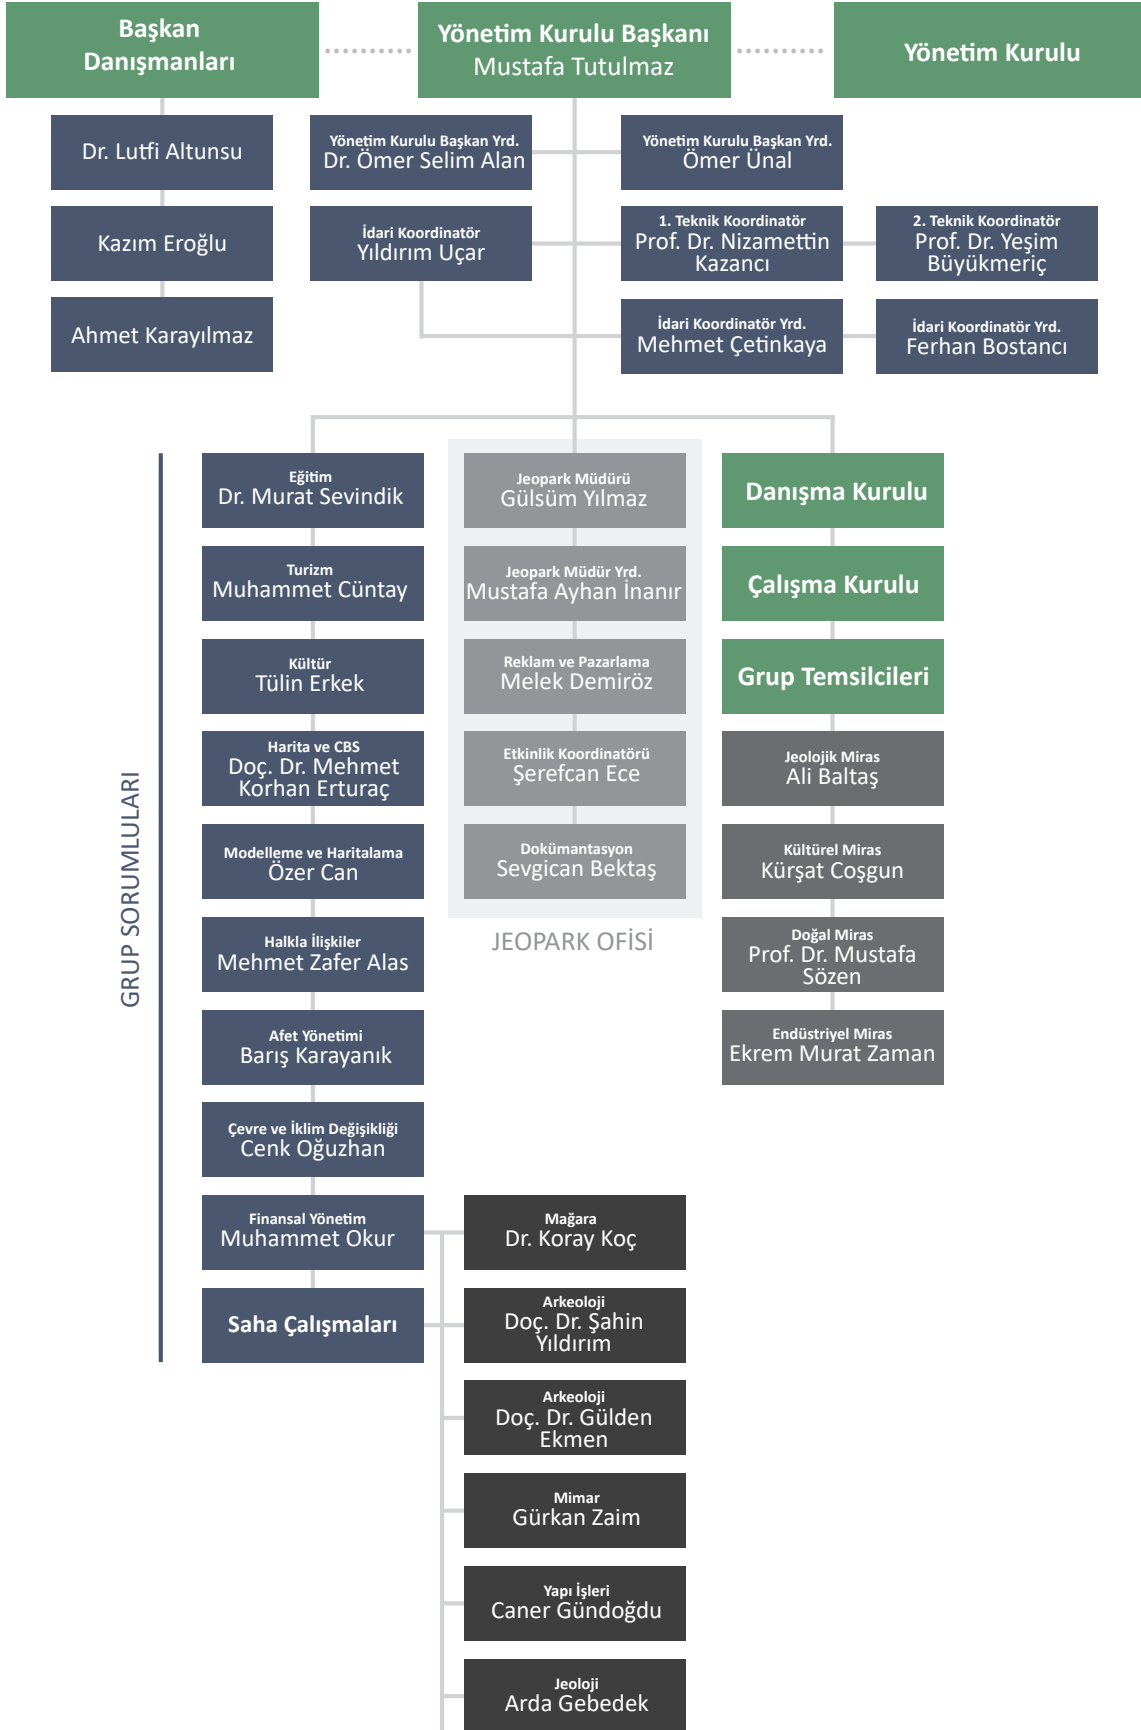 Başkan
Danışmanları
Yönetim Kurulu Başkanı
Mustafa Tutulmaz
Yönetim Kurulu
Dr. Lutfi Altunsu
Kazım Eroğlu
Ahmet Karayılmaz
Yönetim Kurulu Başkan Yrd.
Dr. Ömer Selim Alan
Yönetim Kurulu Başkan Yrd.
Ömer Ünal
İdari Koordinatör
Yıldırım Uçar
1. Teknik Koordinatör
Prof. Dr. Nizamettin
Kazancı
2. Teknik Koordinatör
Prof. Dr. Yeşim
Büyükmeriç
İdari Koordinatör Yrd.
Mehmet Çetinkaya
İdari Koordinatör Yrd.
Ferhan Bostancı
GRUP SORUMLULARI
Eğitim
Dr. Murat Sevindik
Turizm
Muhammet Cüntay
Kültür
Tülin Erkek
Harita ve CBS
Doç. Dr. Mehmet
Korhan Erturaç
Modelleme ve Haritalama
Özer Can
Halkla İlişkiler
Mehmet Zafer Alas
Afet Yönetimi
Barış Karayanık
Çevre ve İklim Değişikliği
Cenk Oğuzhan
Finansal Yönetim
Muhammet Okur
Saha Çalışmaları
Jeopark Müdürü
Gülsüm Yılmaz
Jeopark Müdür Yrd.
Mustafa Ayhan İnanır
Reklam ve Pazarlama
Melek Demiröz
Etkinlik Koordinatörü
Şerefcan Ece
Dokümantasyon
Sevgican Bektaş
JEOPARK OFİSİ
Danışma Kurulu
Çalışma Kurulu
Grup Temsilcileri
Jeolojik Miras
Ali Baltaş
Kültürel Miras
Kürşat Coşgun
Doğal Miras
Prof. Dr. Mustafa
Sözen
Endüstriyel Miras
Ekrem Murat Zaman
Mağara
Dr. Koray Koç
Arkeoloji
Doç. Dr. Şahin
Yıldırım
Arkeoloji
Doç. Dr. Gülden
Ekmen
Mimar
Gürkan Zaim
Yapı İşleri
Caner Gündoğdu
Jeoloji
Arda Gebedek